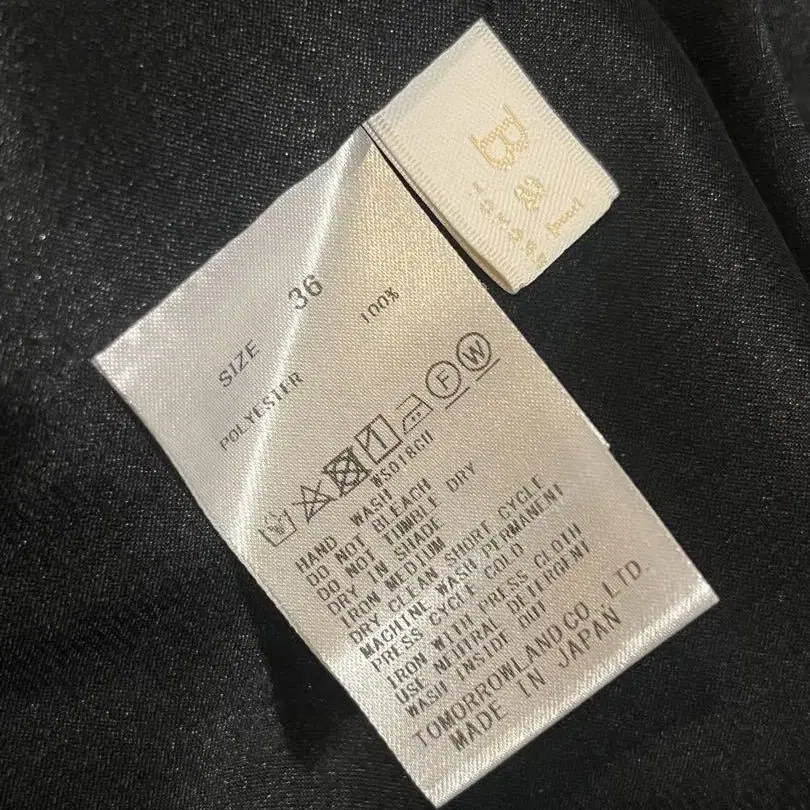 SIZE 36
POLYESTER 100%
F W
WS018GH
HAND WASH
DO NOT BLEACH
DO NOT TUMBLE DRY
DRY IN SHADE
IRON MEDIUM
DRY CLEAN SHORT CYCLE
MACHINE WASH PERMANENT
PRESS CYCLE COLD
IRON WITH PRESS CLOTH
USE NEUTRAL DETERGENT
WASH INSIDE OUT
TOMORROWLAND CO., LTD.
MADE IN JAPAN